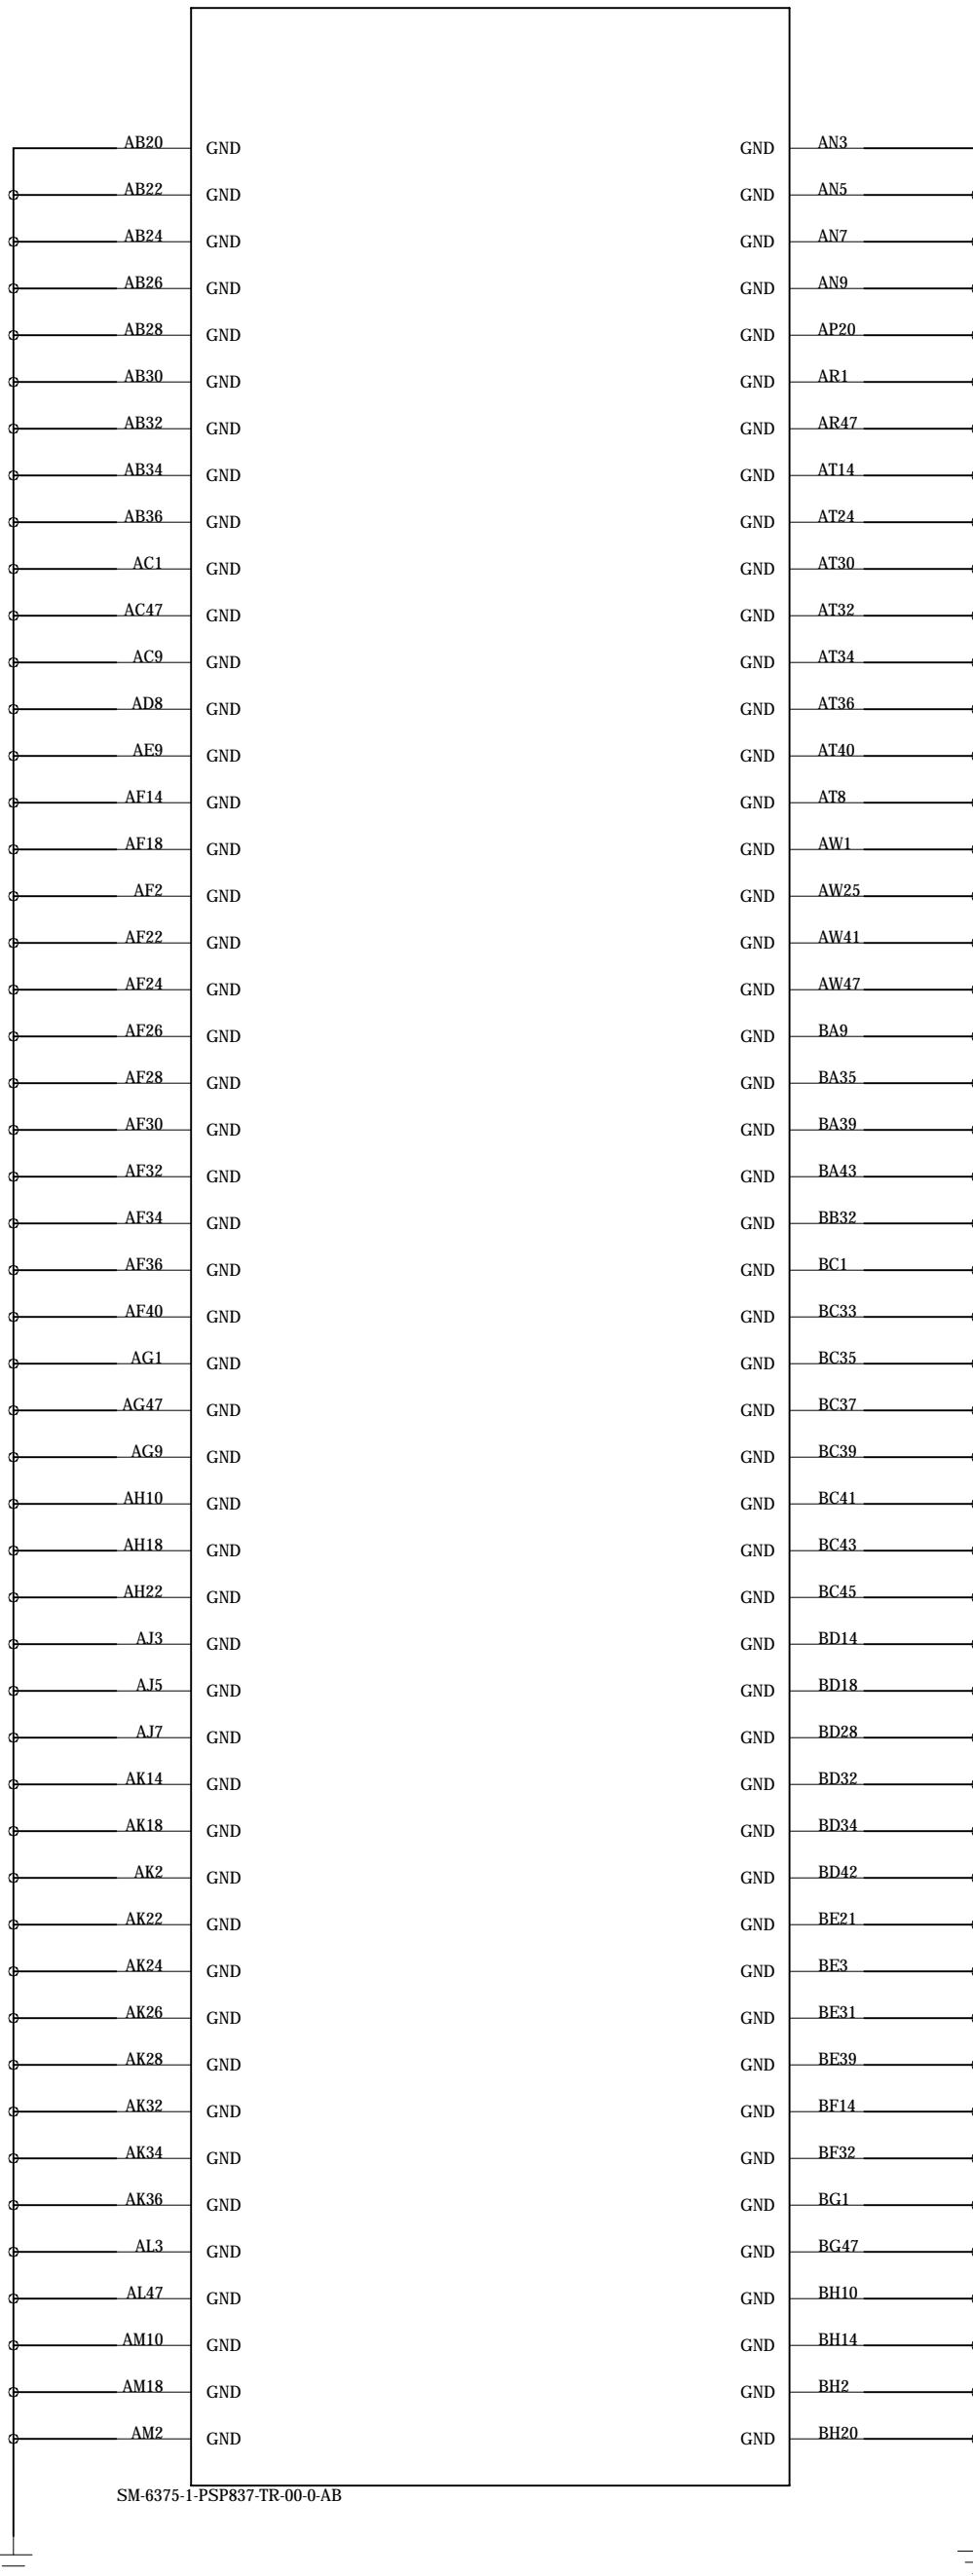 AB20 GND GND AN3
AB22 GND GND AN5
AB24 GND GND AN7
AB26 GND GND AN9
AB28 GND GND AP20
AB30 GND GND AR1
AB32 GND GND AR47
AB34 GND GND AT14
AB36 GND GND AT24
AC1 GND GND AT30
AC47 GND GND AT32
AC9 GND GND AT34
AD8 GND GND AT36
AE9 GND GND AT40
AF14 GND GND AT8
AF18 GND GND AW1
AF2 GND GND AW25
AF22 GND GND AW41
AF24 GND GND AW47
AF26 GND GND BA9
AF28 GND GND BA35
AF30 GND GND BA39
AF32 GND GND BA43
AF34 GND GND BB32
AF36 GND GND BC1
AF40 GND GND BC33
AG1 GND GND BC35
AG47 GND GND BC37
AG9 GND GND BC39
AH10 GND GND BC41
AH18 GND GND BC43
AH22 GND GND BC45
AJ3 GND GND BD14
AJ5 GND GND BD18
AJ7 GND GND BD28
AK14 GND GND BD32
AK18 GND GND BD34
AK2 GND GND BD42
AK22 GND GND BE21
AK24 GND GND BE3
AK26 GND GND BE31
AK28 GND GND BE39
AK32 GND GND BF14
AK34 GND GND BF32
AK36 GND GND BG1
AL3 GND GND BG47
AL47 GND GND BH10
AM10 GND GND BH14
AM18 GND GND BH2
AM2 GND GND BH20
SM-6375-1-PSP837-TR-00-0-AB